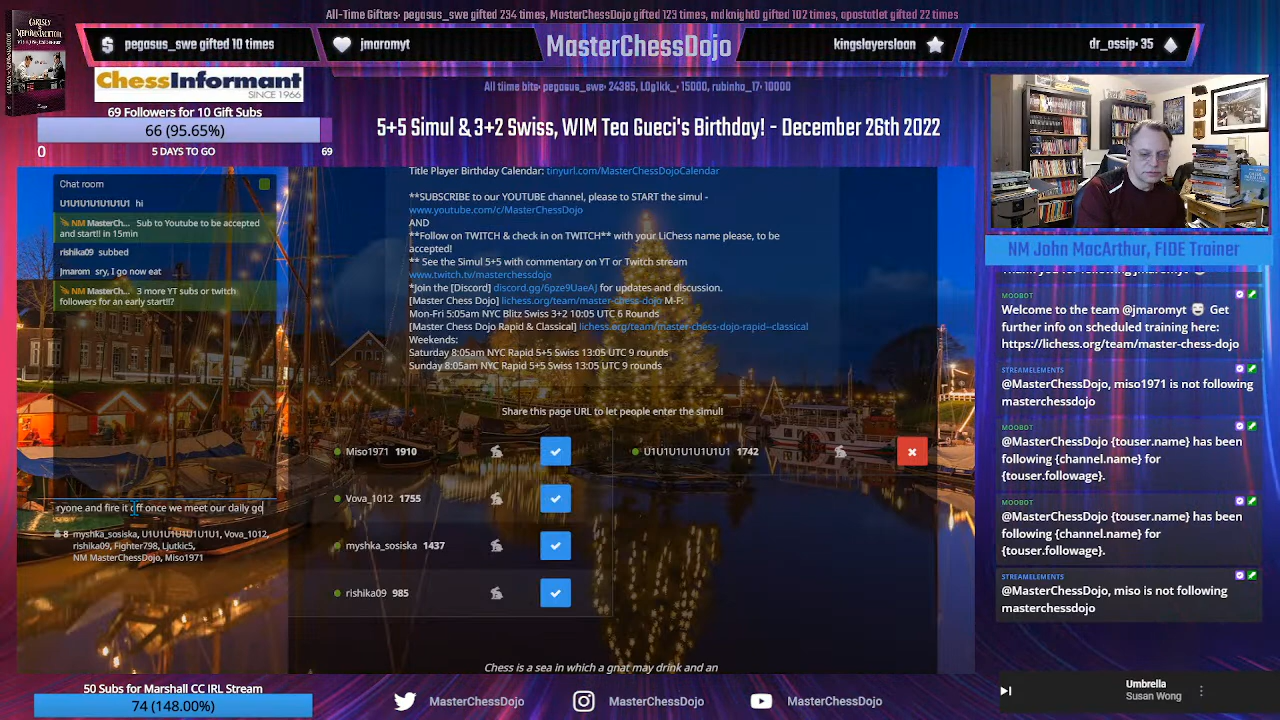 All-Time Gifters• pegasus_swe gifted 234 times, MasterChessDojo gifted 123 times, mdknight0 gifted 102 times, apostatlet gifted 22 times
pegasus_swe gifted 10 times
jmaromyt
MasterChessDojo
kingslayersloan
dr_ossip• 35
All tiime bits• pegasus_swe• 24385, L0g1kk_• 15000, rubinho_17• 10000
ChessInformant
SINCE 1966
69 Followers for 10 Gift Subs
66 (95.65%)
0
5 DAYS TO GO
69
5+5 Simul & 3+2 Swiss, WIM Tea Gueci's Birthday! - December 26th 2022
Chat room
U1U1U1U1U1U1U1 hi
NM MasterCh... Sub to Youtube to be accepted
and start!! in 15min
rishika09 subbed
Jmarom sry, I go now eat
NM MasterCh... 3 more YT subs or twitch
followers for an early start!!?
ryone and fire it off once we meet our daily go
8 myshka_sosiska, U1U1U1U1U1U1U1, Vova_1012,
rishika09, Fighter798, Ljutkic5,
NM MasterChessDojo, Miso1971
Title Player Birthday Calendar: tinyurl.com/MasterChessDojoCalendar
**SUBSCRIBE to our YOUTUBE channel, please to START the simul -
www.youtube.com/c/MasterChessDojo
AND
**Follow on TWITCH & check in on TWITCH** with your LiChess name please, to be
accepted!
** See the Simul 5+5 with commentary on YT or Twitch stream
www.twitch.tv/masterchessdojo
*Join the [Discord] discord.gg/6pze9UaeAJ for updates and discussion.
[Master Chess Dojo] lichess.org/team/master-chess-dojo M-F:
Mon-Fri 5:05am NYC Blitz Swiss 3+2 10:05 UTC 6 Rounds
[Master Chess Dojo Rapid & Classical] lichess.org/team/master-chess-dojo-rapid--classical
Weekends:
Saturday 8:05am NYC Rapid 5+5 Swiss 13:05 UTC 9 rounds
Sunday 8:05am NYC Rapid 5+5 Swiss 13:05 UTC 9 rounds
Share this page URL to let people enter the simul!
Miso1971 1910
U1U1U1U1U1U1U1 1742
Vova_1012 1755
myshka_sosiska 1437
rishika09 985
Chess is a sea in which a gnat may drink and an
NM John MacArthur, FIDE Trainer
MOOBOT
Welcome to the team @jmaromyt Get
further info on scheduled training here:
https://lichess.org/team/master-chess-dojo
STREAMELEMENTS
@MasterChessDojo, miso1971 is not following
masterchessdojo
MOOBOT
@MasterChessDojo {touser.name} has been
following {channel.name} for
{touser.followage}.
MOOBOT
@MasterChessDojo {touser.name} has been
following {channel.name} for
{touser.followage}.
STREAMELEMENTS
@MasterChessDojo, miso is not following
masterchessdojo
50 Subs for Marshall CC IRL Stream
74 (148.00%)
MasterChessDojo
MasterChessDojo
MasterChessDojo
Umbrella
Susan Wong